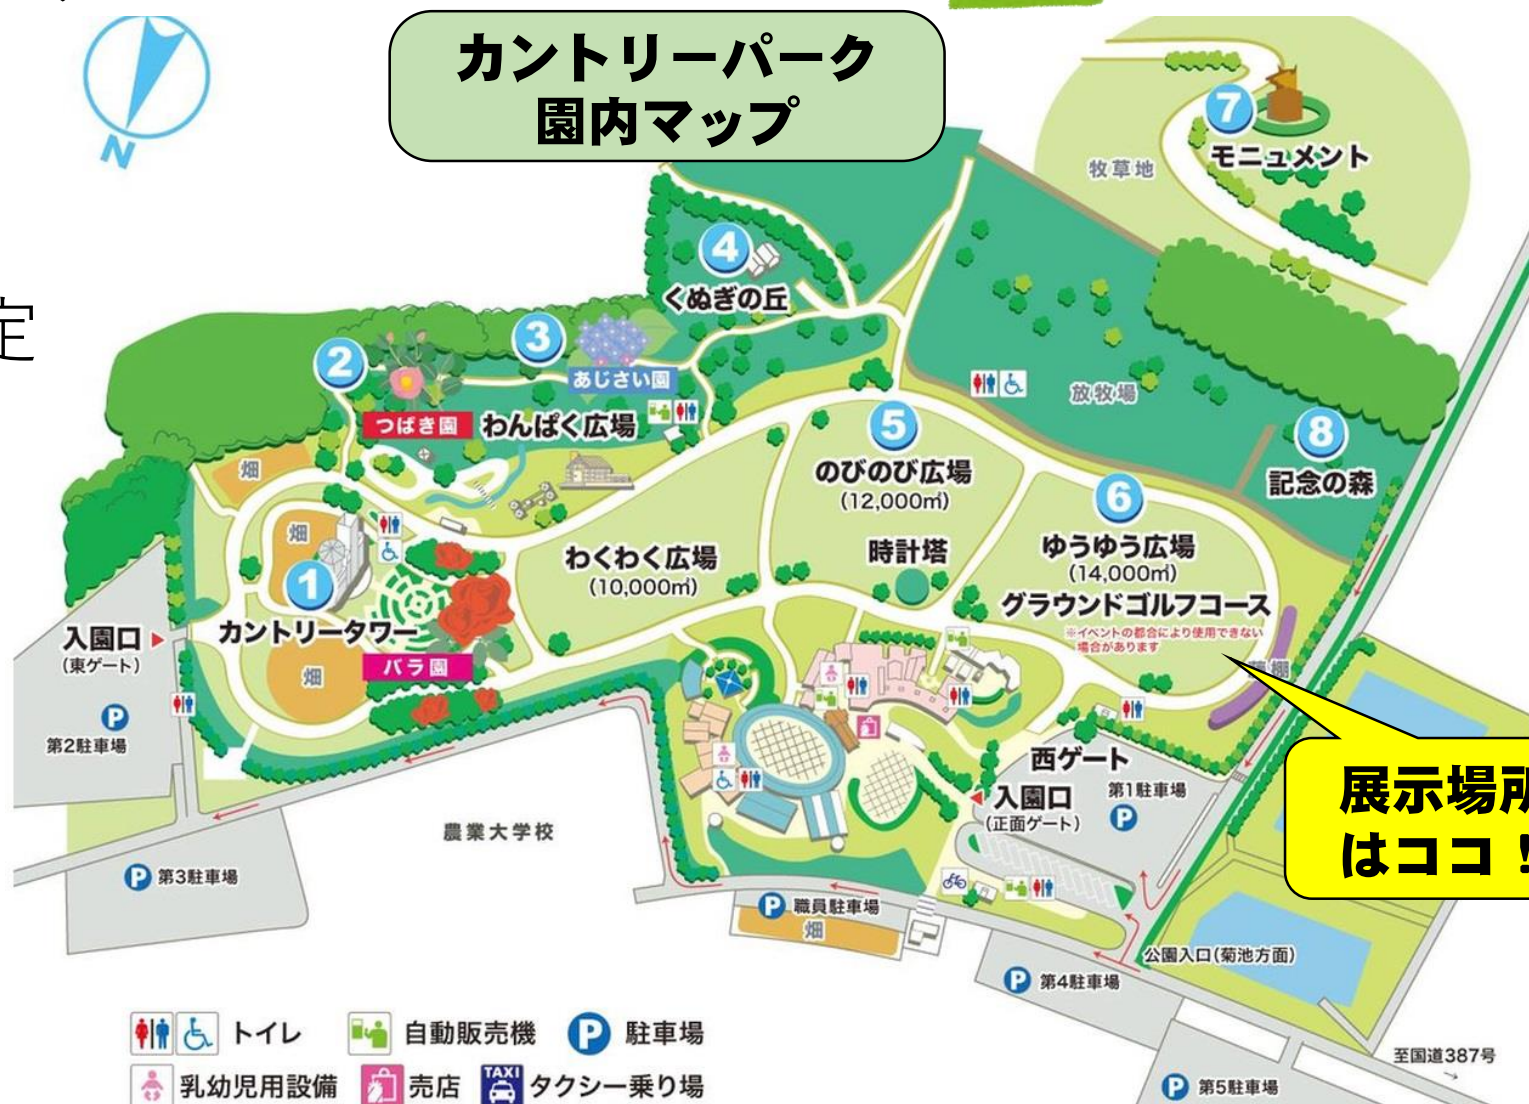 カントリーパーク
園内マップ
N
定
7
モニュメント
牧草地
4
くぬぎの丘
3
あじさい園
2
つばき園
わんぱく広場
放牧場
8
記念の森
5
のびのび広場
(12,000㎡)
時計塔
6
ゆうゆう広場
(14,000㎡)
グラウンドゴルフコース
※イベントの都合により使用できない
場合があります
わくわく広場
(10,000㎡)
畑
畑
1
カントリータワー
バラ園
畑
入園口
(東ゲート)
P
第2駐車場
西ゲート
入園口
(正面ゲート)
第1駐車場
P
展示場所
はココ！
農業大学校
P 第3駐車場
P 職員駐車場
畑
公園入口(菊池方面)
P 第4駐車場
至国道387号
→
P 第5駐車場
トイレ
自動販売機
P 駐車場
乳幼児用設備
売店
TAXI タクシー乗り場